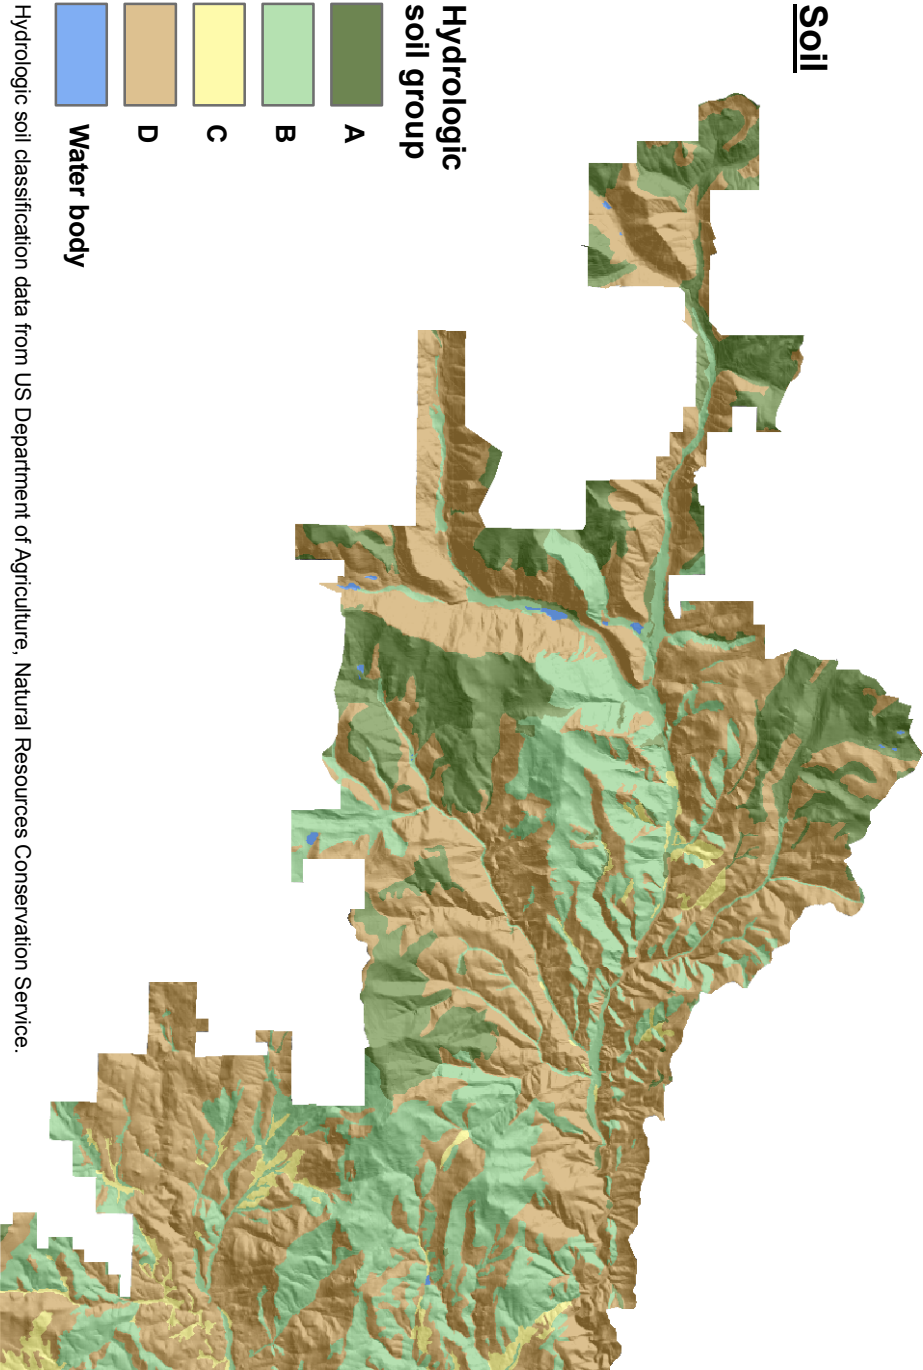 Soil
Hydrologic
soil group
A
B
C
D
Water body
Hydrologic soil classification data from US Department of Agriculture, Natural Resources Conservation Service.